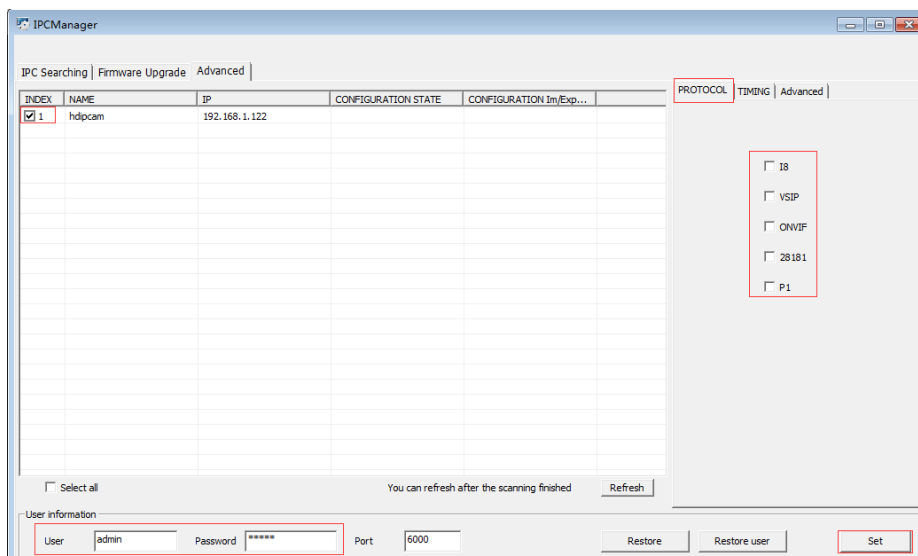 IPCManager
IPC Searching Firmware Upgrade Advanced
INDEX NAME IP CONFIGURATION STATE CONFIGURATION Im/Exp...
1 hdipcam 192.168.1.122
PROTOCOL TIMING Advanced
I8
VSIP
ONVIF
28181
P1
Select all You can refresh after the scanning finished Refresh
User information
User admin Password ***** Port 6000 Restore Restore user Set